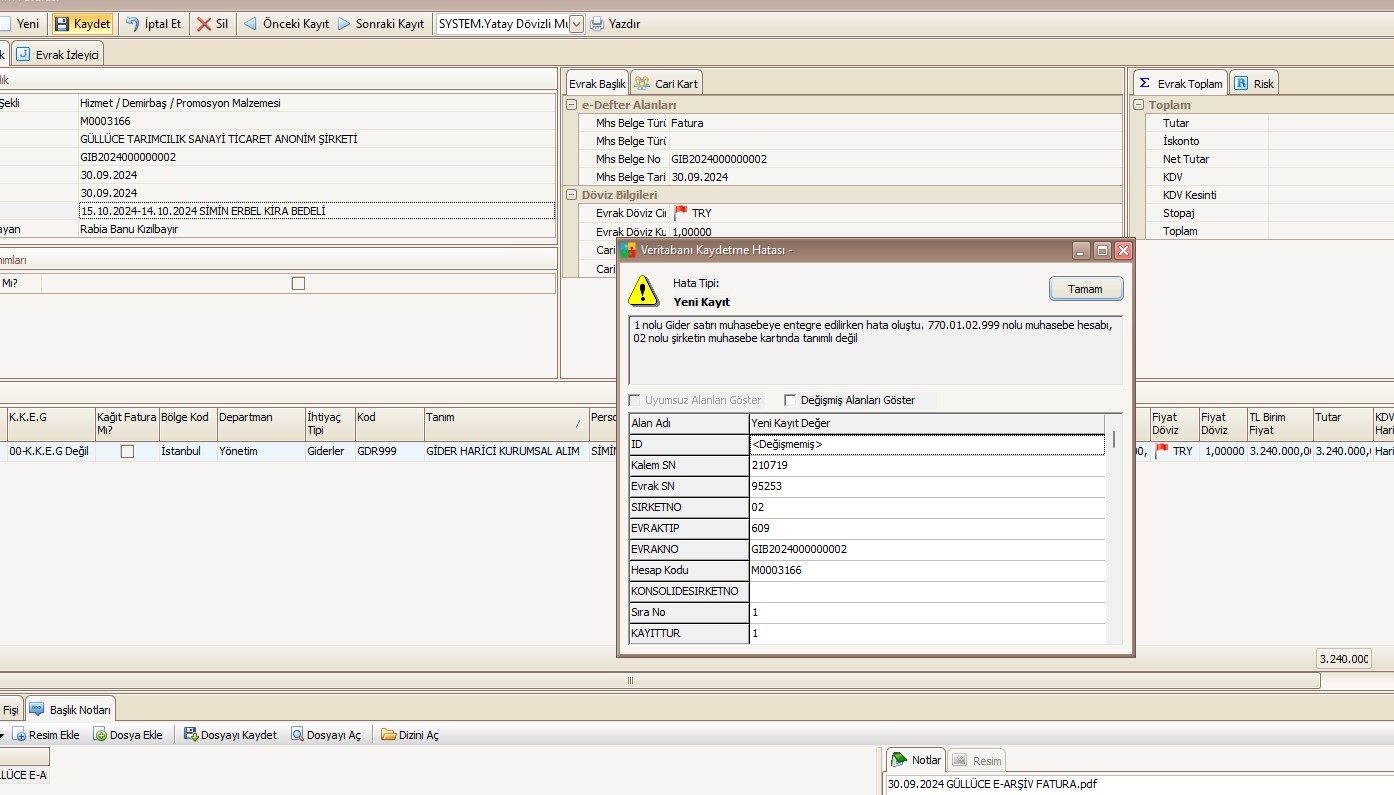 Yeni Kaydet İptal Et Sil Önceki Kayıt Sonraki Kayıt SYSTEM.Yatay Dövizli Mu Yazdır
k Evrak İzleyici
Evrak Başlık Cari Kart
Evrak Toplam Risk
Şekli Hizmet / Demirbaş / Promosyon Malzemesi
M0003166
GÜLLÜCE TARIMCILIK SANAYİ TİCARET ANONİM ŞİRKETİ
GIB2024000000002
30.09.2024
30.09.2024
15.10.2024-14.10.2024 SİMİN ERBEL KİRA BEDELİ
ayan Rabia Banu Kızılbayır
ımları
Mı?
e-Defter Alanları
Mhs Belge Türü Fatura
Mhs Belge Türü
Mhs Belge No GIB2024000000002
Mhs Belge Tari 30.09.2024
Döviz Bilgileri
Evrak Döviz Ci TRY
Evrak Döviz Ku 1,00000
Cari
Cari
Toplam
Tutar
İskonto
Net Tutar
KDV
KDV Kesinti
Stopaj
Toplam
Veritabanı Kaydetme Hatası -
Hata Tipi:
Yeni Kayıt
Tamam
1 nolu Gider satırı muhasebeye entegre edilirken hata oluştu. 770.01.02.999 nolu muhasebe hesabı,
02 nolu şirketin muhasebe kartında tanımlı değil
Uyumsuz Alanları Göster Değişmiş Alanları Göster
Alan Adı Yeni Kayıt Değer
ID <Değişmemiş>
Kalem SN 210719
Evrak SN 95253
SIRKETNO 02
EVRAKTIP 609
EVRAKNO GIB2024000000002
Hesap Kodu M0003166
KONSOLIDESIRKETNO
Sıra No 1
KAYITTUR 1
K.K.E.G Kağıt Fatura Mı? Bölge Kod Departman İhtiyaç Tipi Kod Tanım Perso Fiyat Döviz Fiyat Döviz TL Birim Fiyat Tutar KDV Hari
00-K.K.E.G Değil İstanbul Yönetim Giderler GDR999 GİDER HARİCİ KURUMSAL ALIM SİMİN 00, TRY 1,00000 3.240.000,00 3.240.000, Hari
3.240.000
Fişi Başlık Notları
Resim Ekle Dosya Ekle Dosyayı Kaydet Dosyayı Aç Dizini Aç
LLÜCE E-A
Notlar Resim
30.09.2024 GÜLLÜCE E-ARŞİV FATURA.pdf